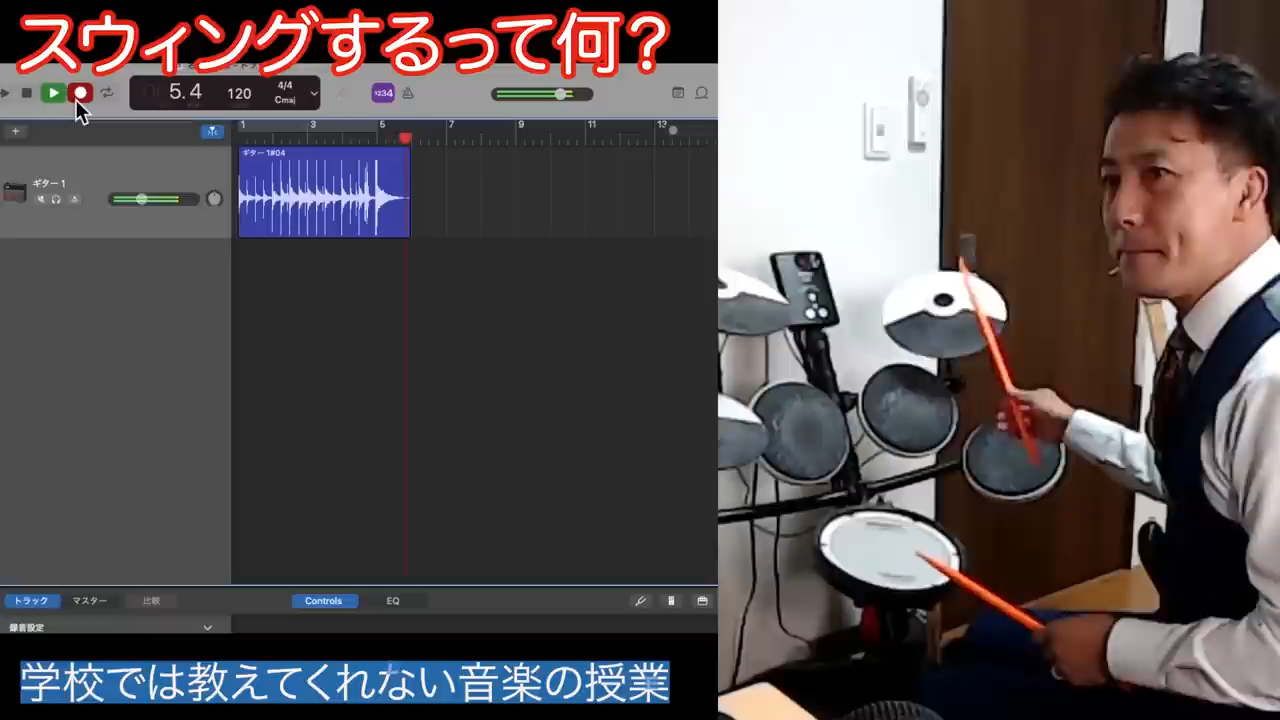 スウィングするって何？
5.4
120
4/4
Cmaj
1234
1
3
5
7
9
11
13
ギター 1#04
ギター 1
トラック
マスター
比較
Controls
EQ
録音設定
学校では教えてくれない音楽の授業